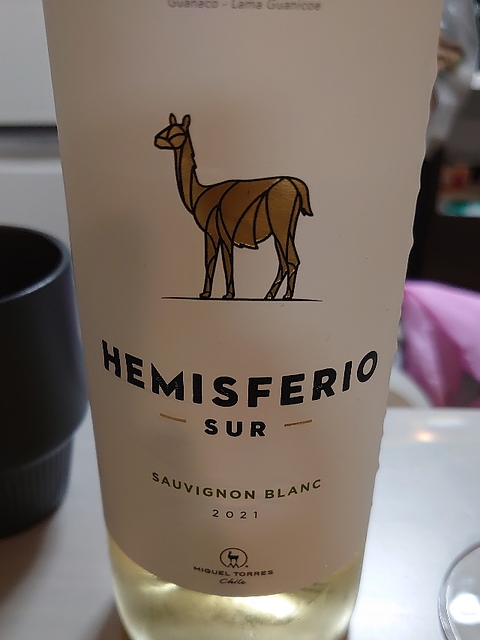 Guanaco - Lama Guanicoe
HEMISFERIO
SUR
SAUVIGNON BLANC
2021
MIGUEL TORRES
Chile